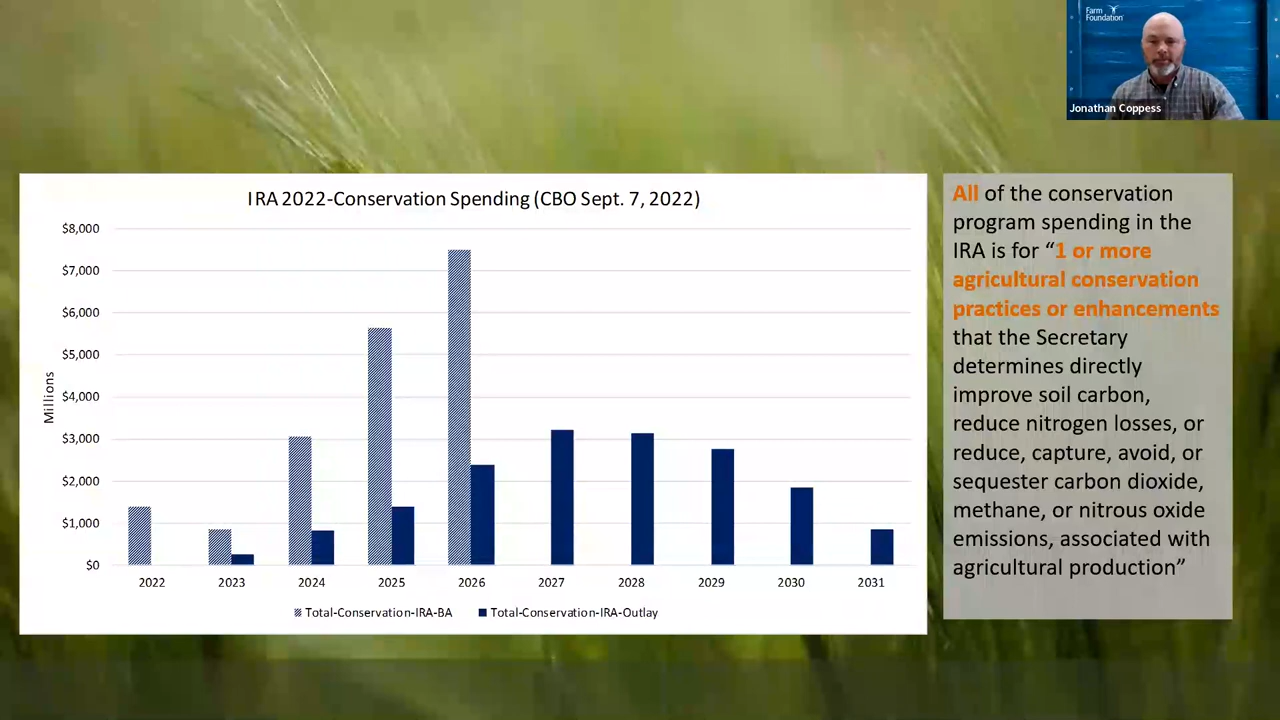 Farm
Foundation
Jonathan Coppess
IRA 2022-Conservation Spending (CBO Sept. 7, 2022)
$8,000
$7,000
$6,000
$5,000
$4,000
$3,000
$2,000
$1,000
$0
Millions
2022 2023 2024 2025 2026 2027 2028 2029 2030 2031
Total-Conservation-IRA-BA Total-Conservation-IRA-Outlay
All of the conservation
program spending in the
IRA is for “1 or more
agricultural conservation
practices or enhancements
that the Secretary
determines directly
improve soil carbon,
reduce nitrogen losses, or
reduce, capture, avoid, or
sequester carbon dioxide,
methane, or nitrous oxide
emissions, associated with
agricultural production”